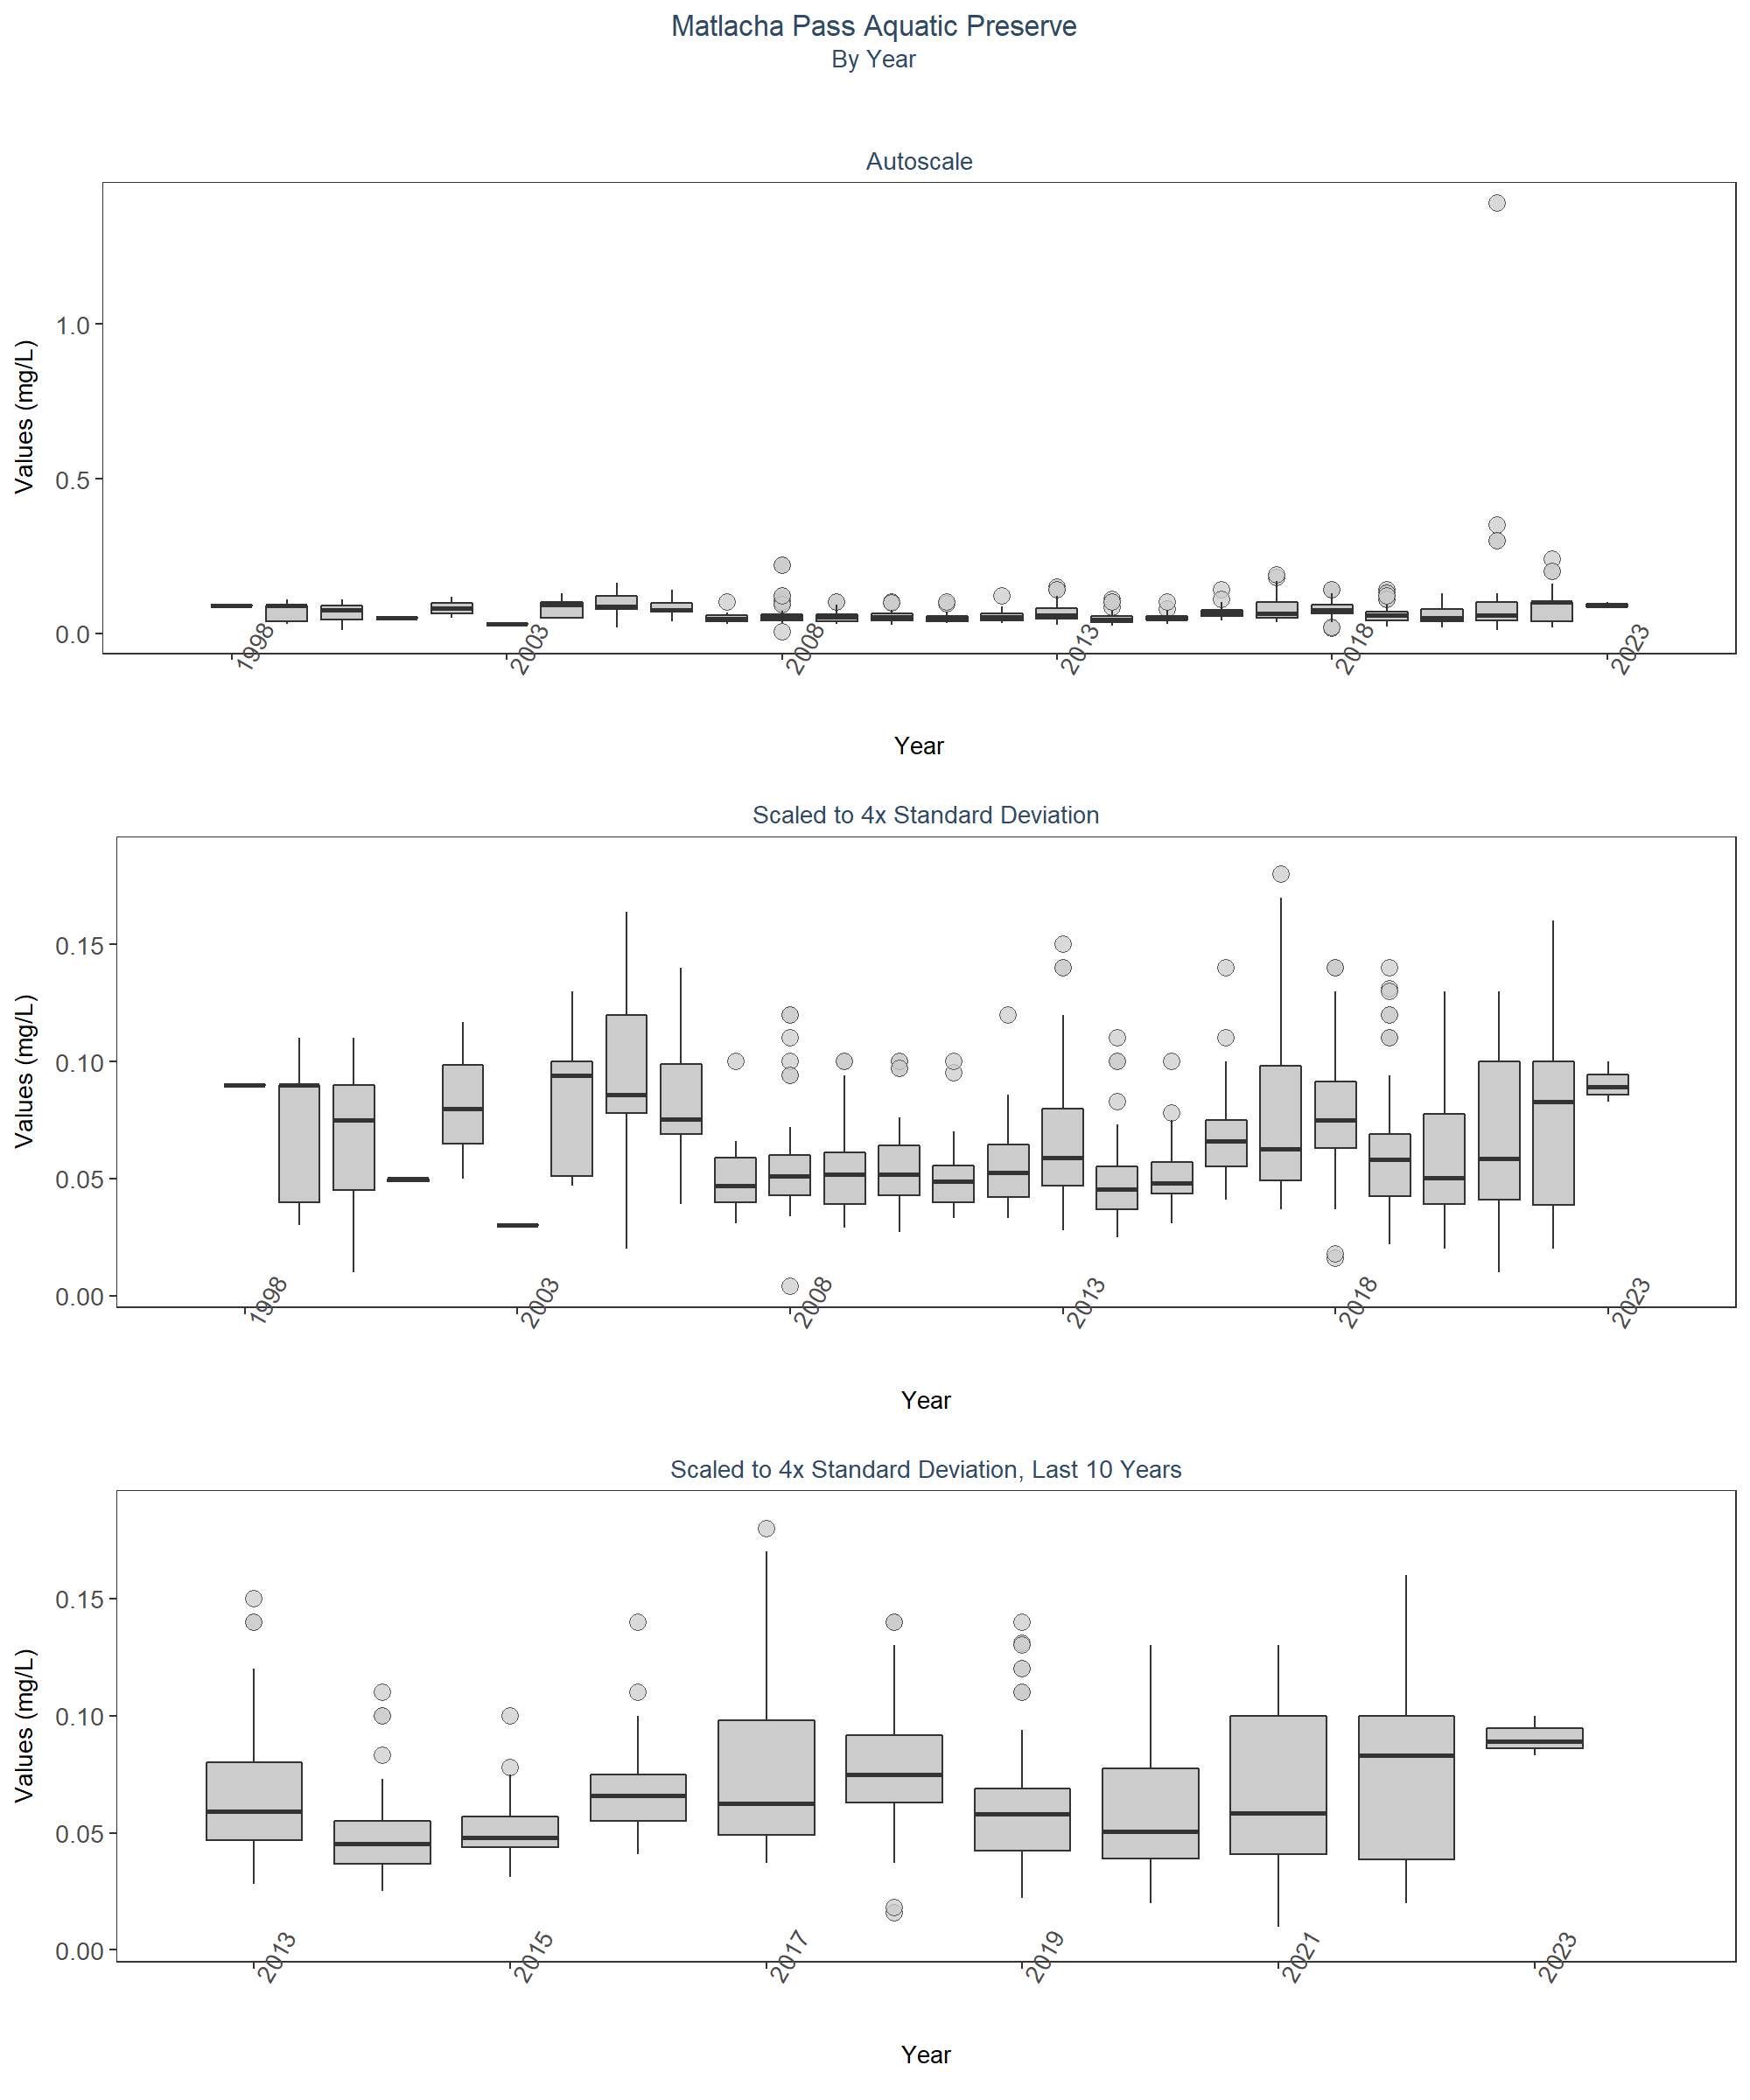 Matlacha Pass Aquatic Preserve
By Year
Autoscale
Values (mg/L)
1.0
0.5
0.0
1998 2003 2008 2013 2018 2023
Year
Scaled to 4x Standard Deviation
Values (mg/L)
0.15
0.10
0.05
0.00
1998 2003 2008 2013 2018 2023
Year
Scaled to 4x Standard Deviation, Last 10 Years
Values (mg/L)
0.15
0.10
0.05
0.00
2013 2015 2017 2019 2021 2023
Year